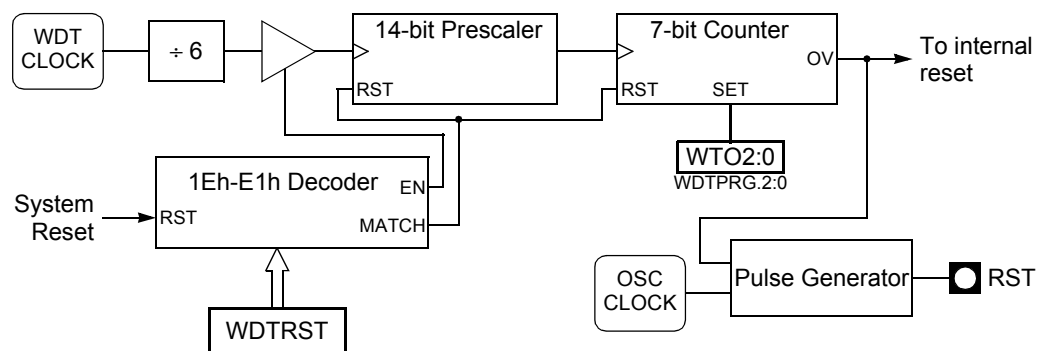 WDT
CLOCK
÷ 6
14-bit Prescaler
RST
7-bit Counter
RST
SET
OV
To internal
reset
WTO2:0
WDTPRG.2:0
System
Reset
1Eh-E1h Decoder
RST
EN
MATCH
WDTRST
OSC
CLOCK
Pulse Generator
RST